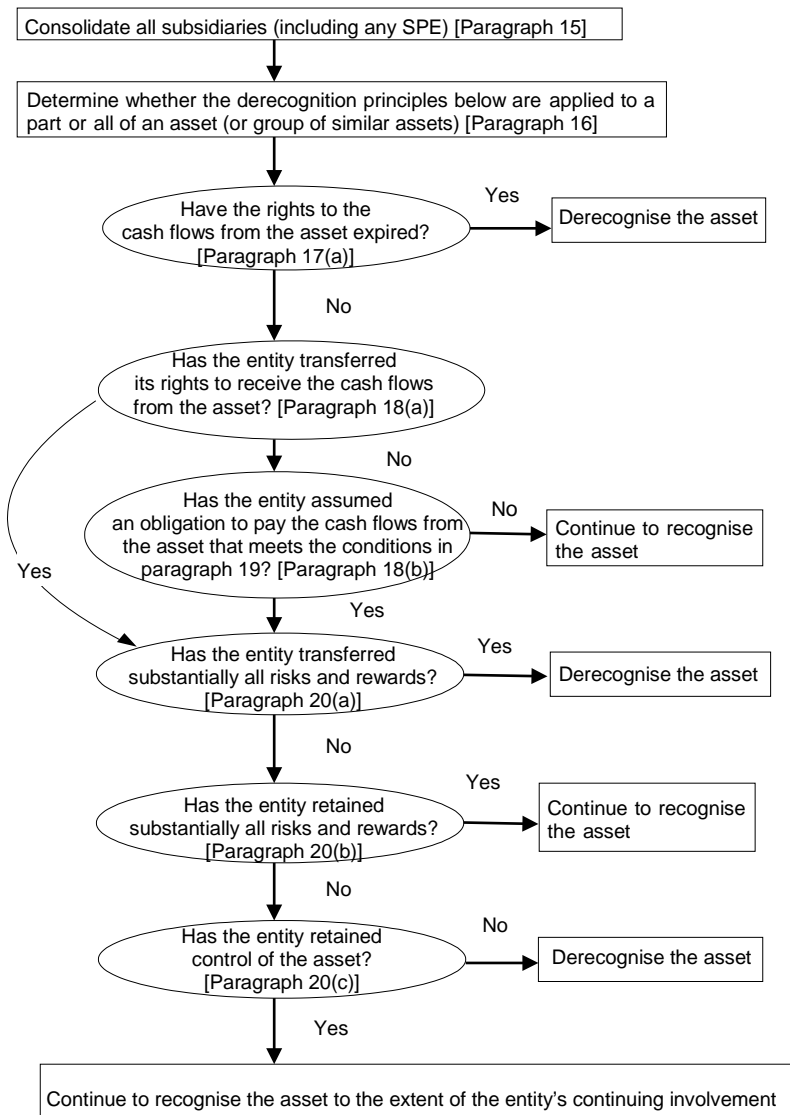 Consolidate all subsidiaries (including any SPE) [Paragraph 15]
Determine whether the derecognition principles below are applied to a
part or all of an asset (or group of similar assets) [Paragraph 16]
Have the rights to the
cash flows from the asset expired?
[Paragraph 17(a)]
Yes
Derecognise the asset
No
Has the entity transferred
its rights to receive the cash flows
from the asset? [Paragraph 18(a)]
No
Has the entity assumed
an obligation to pay the cash flows from
the asset that meets the conditions in
paragraph 19? [Paragraph 18(b)]
No
Continue to recognise
the asset
Yes
Yes
Has the entity transferred
substantially all risks and rewards?
[Paragraph 20(a)]
Yes
Derecognise the asset
No
Has the entity retained
substantially all risks and rewards?
[Paragraph 20(b)]
Yes
Continue to recognise
the asset
No
Has the entity retained
control of the asset?
[Paragraph 20(c)]
No
Derecognise the asset
Yes
Continue to recognise the asset to the extent of the entity's continuing involvement